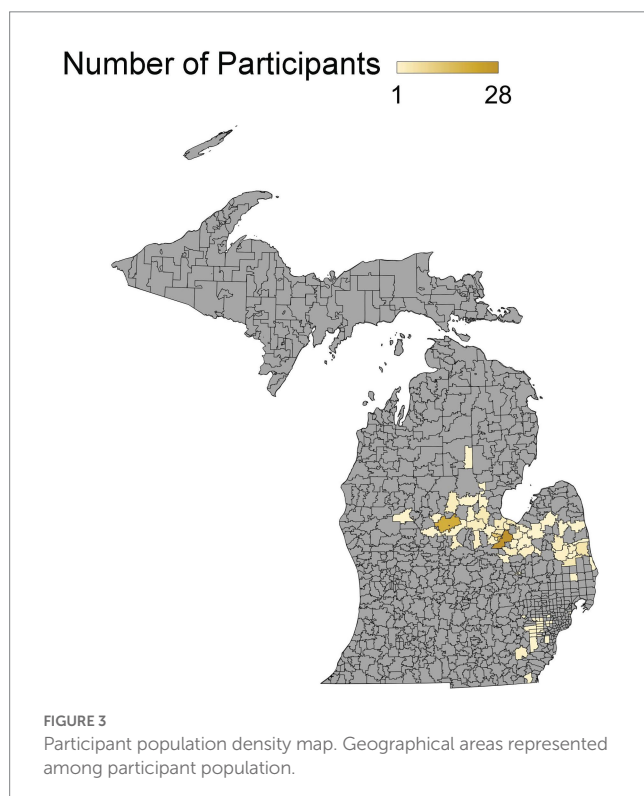 Number of Participants
1 28
FIGURE 3
Participant population density map. Geographical areas represented
among participant population.